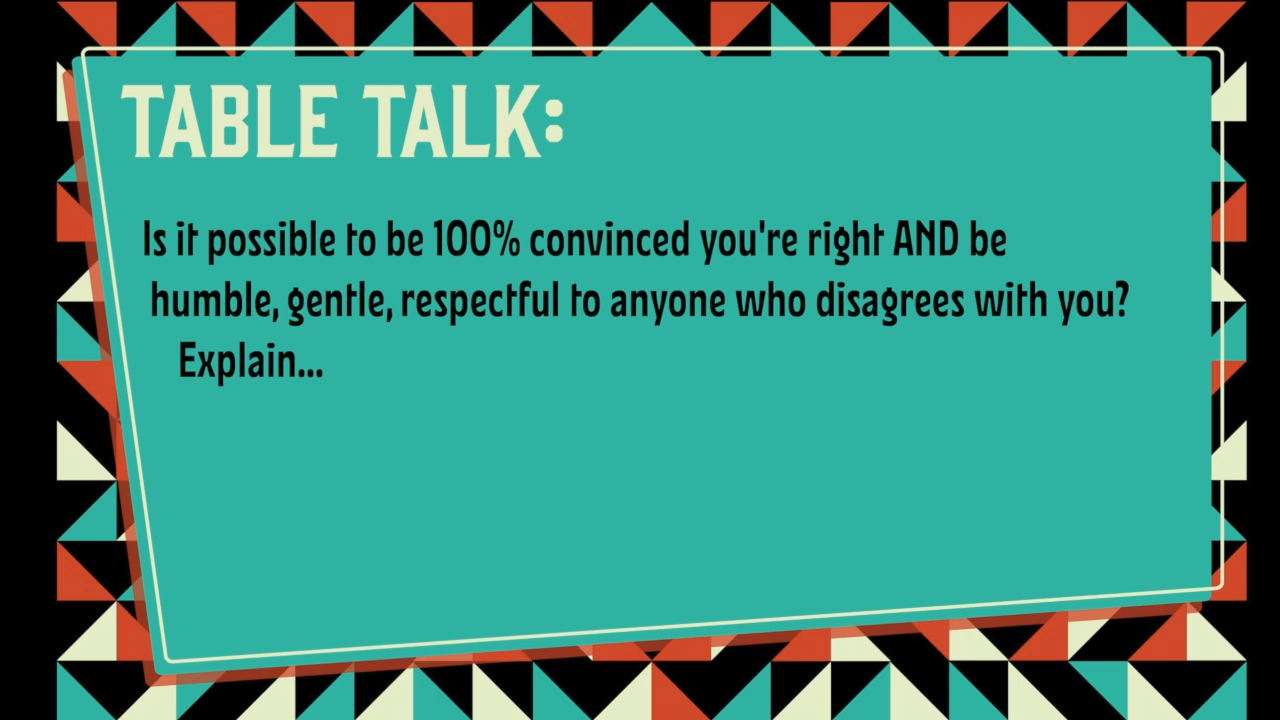 TABLE TALK:
Is it possible to be 100% convinced you're right AND be
humble, gentle, respectful to anyone who disagrees with you?
Explain...